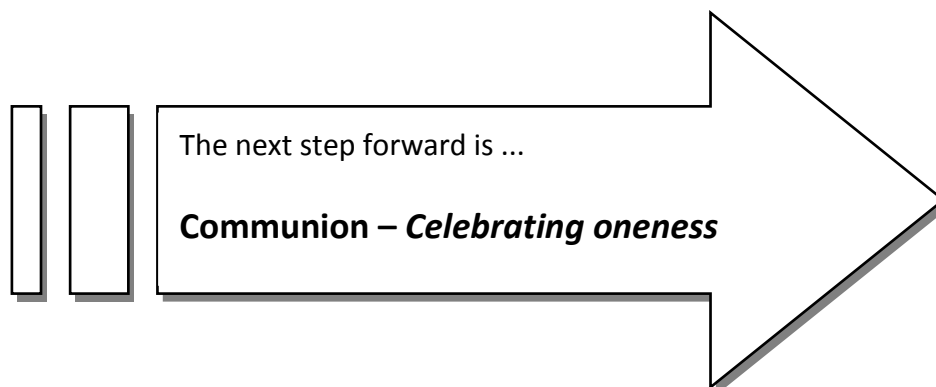 The next step forward is ...
Communion – Celebrating oneness